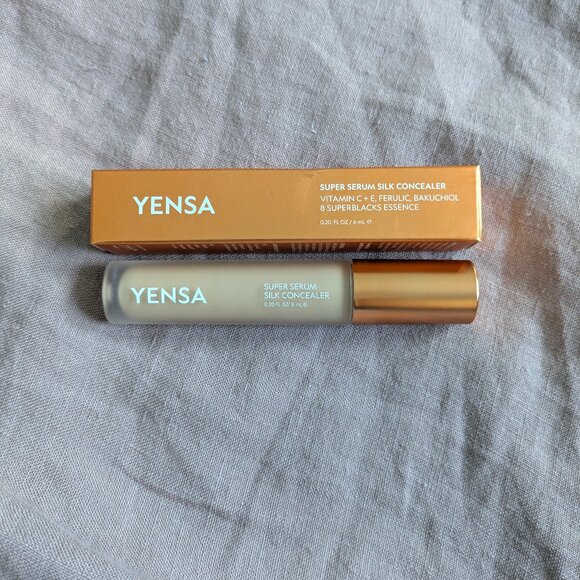 YENSA
SUPER SERUM SILK CONCEALER
VITAMIN C + E, FERULIC, BAKUCHIOL
8 SUPERBLACKS ESSENCE
0.20 FL OZ / 6 mL ℮
YENSA
SUPER SERUM
SILK CONCEALER
0.20 FL OZ/ 6 mL℮